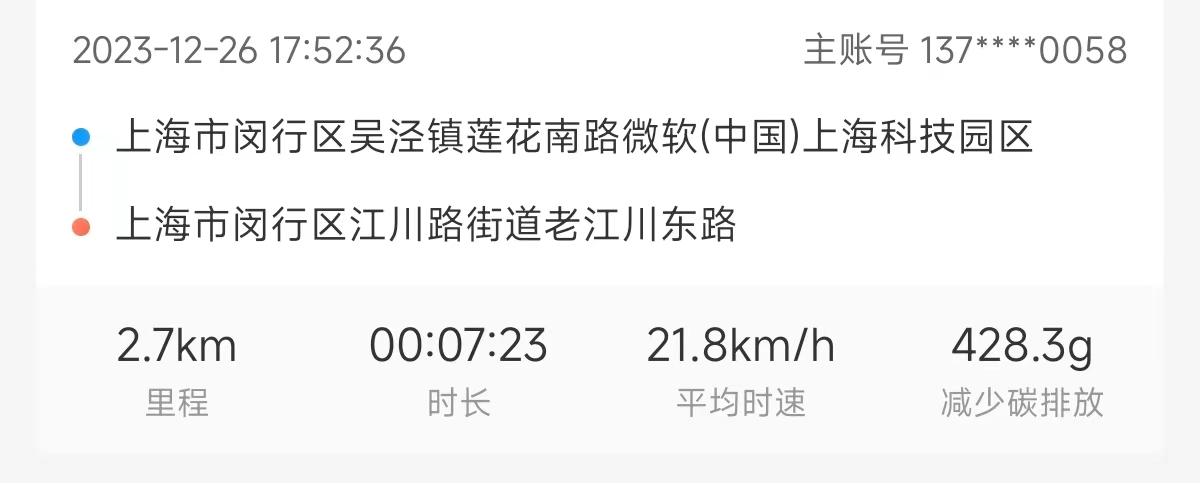 2023-12-26 17:52:36 主账号 137****0058
上海市闵行区吴泾镇莲花南路微软(中国)上海科技园区
上海市闵行区江川路街道老江川东路
2.7km 00:07:23 21.8km/h 428.3g
里程 时长 平均时速 减少碳排放